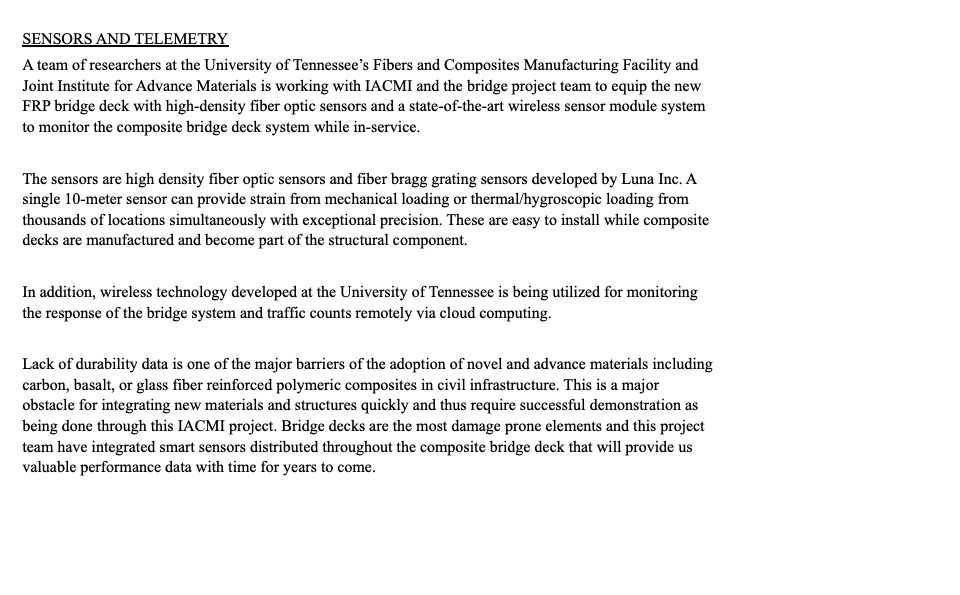 SENSORS AND TELEMETRY
A team of researchers at the University of Tennessee’s Fibers and Composites Manufacturing Facility and
Joint Institute for Advance Materials is working with IACMI and the bridge project team to equip the new
FRP bridge deck with high-density fiber optic sensors and a state-of-the-art wireless sensor module system
to monitor the composite bridge deck system while in-service.
The sensors are high density fiber optic sensors and fiber bragg grating sensors developed by Luna Inc. A
single 10-meter sensor can provide strain from mechanical loading or thermal/hygroscopic loading from
thousands of locations simultaneously with exceptional precision. These are easy to install while composite
decks are manufactured and become part of the structural component.
In addition, wireless technology developed at the University of Tennessee is being utilized for monitoring
the response of the bridge system and traffic counts remotely via cloud computing.
Lack of durability data is one of the major barriers of the adoption of novel and advance materials including
carbon, basalt, or glass fiber reinforced polymeric composites in civil infrastructure. This is a major
obstacle for integrating new materials and structures quickly and thus require successful demonstration as
being done through this IACMI project. Bridge decks are the most damage prone elements and this project
team have integrated smart sensors distributed throughout the composite bridge deck that will provide us
valuable performance data with time for years to come.